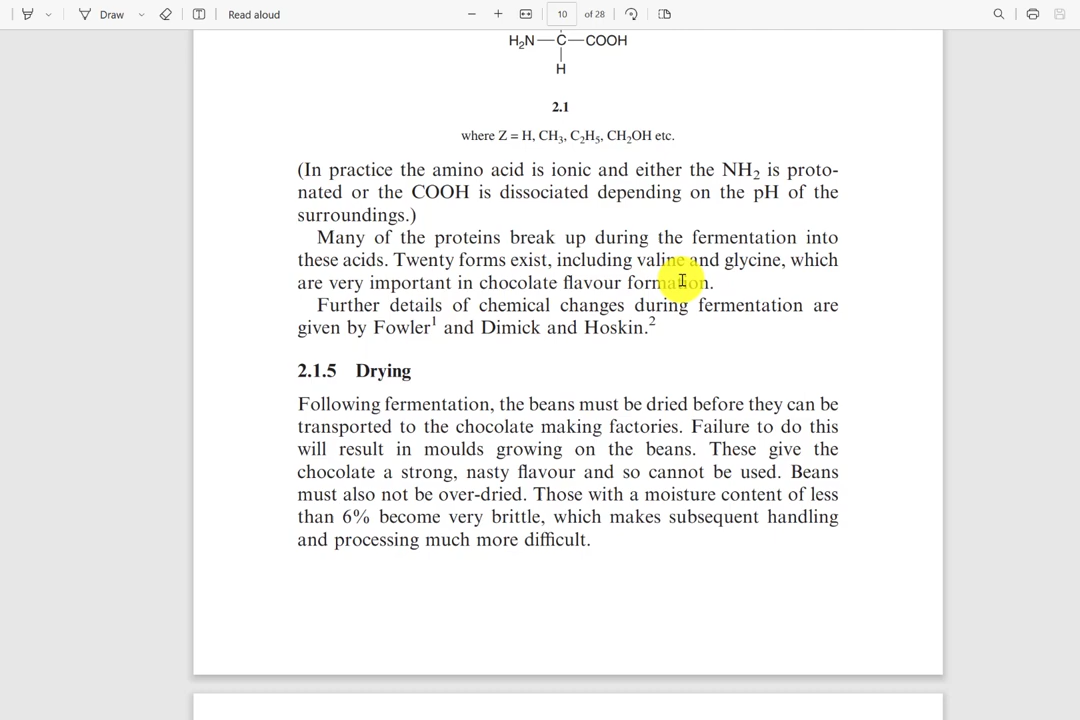 Draw
Read aloud
10 of 28
H₂N—C—COOH
H
2.1
where Z = H, CH₃, C₂H₅, CH₂OH etc.
(In practice the amino acid is ionic and either the NH₂ is proto-
nated or the COOH is dissociated depending on the pH of the
surroundings.)
Many of the proteins break up during the fermentation into
these acids. Twenty forms exist, including valine and glycine, which
are very important in chocolate flavour formation.
Further details of chemical changes during fermentation are
given by Fowler¹ and Dimick and Hoskin.²
2.1.5 Drying
Following fermentation, the beans must be dried before they can be
transported to the chocolate making factories. Failure to do this
will result in moulds growing on the beans. These give the
chocolate a strong, nasty flavour and so cannot be used. Beans
must also not be over-dried. Those with a moisture content of less
than 6% become very brittle, which makes subsequent handling
and processing much more difficult.